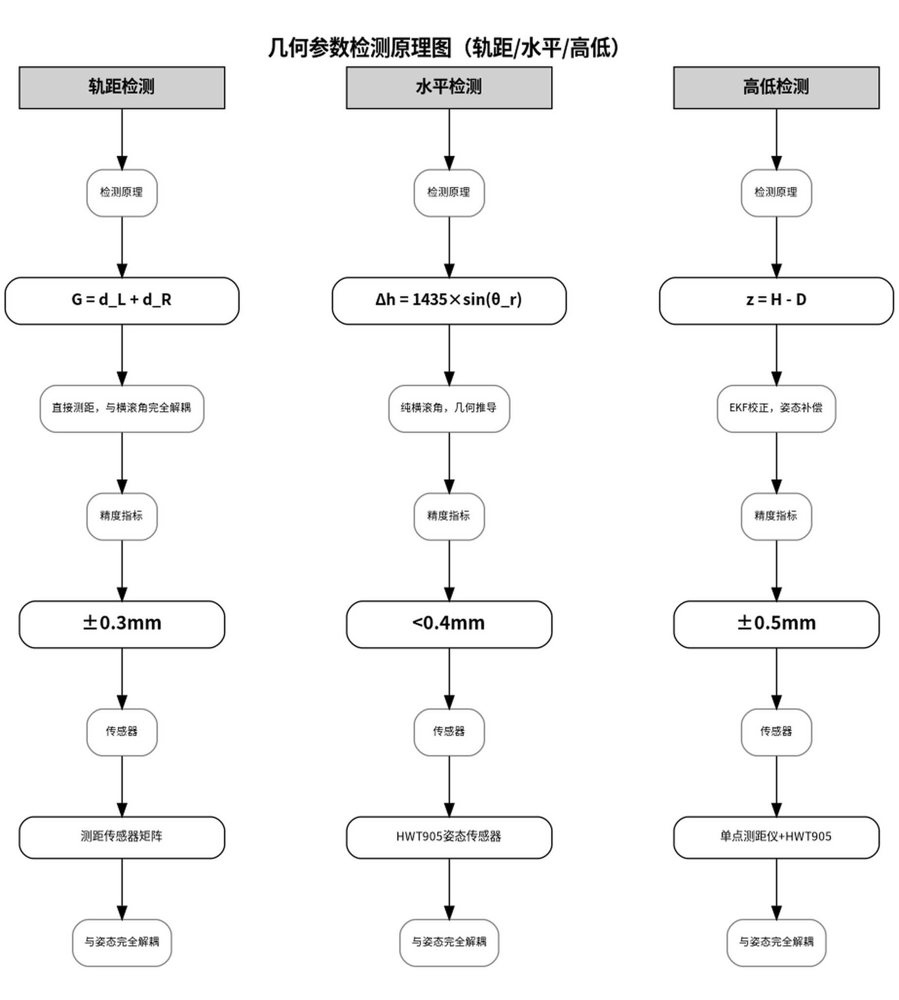 几何参数检测原理图（轨距/水平/高低）
轨距检测
检测原理
G = d_L + d_R
直接测距，与横滚角完全解耦
精度指标
±0.3mm
传感器
测距传感器矩阵
与姿态完全解耦
水平检测
检测原理
Δh = 1435×sin(θ_r)
纯横滚角，几何推导
精度指标
<0.4mm
传感器
HWT905姿态传感器
与姿态完全解耦
高低检测
检测原理
z = H - D
EKF校正，姿态补偿
精度指标
±0.5mm
传感器
单点测距仪+HWT905
与姿态完全解耦